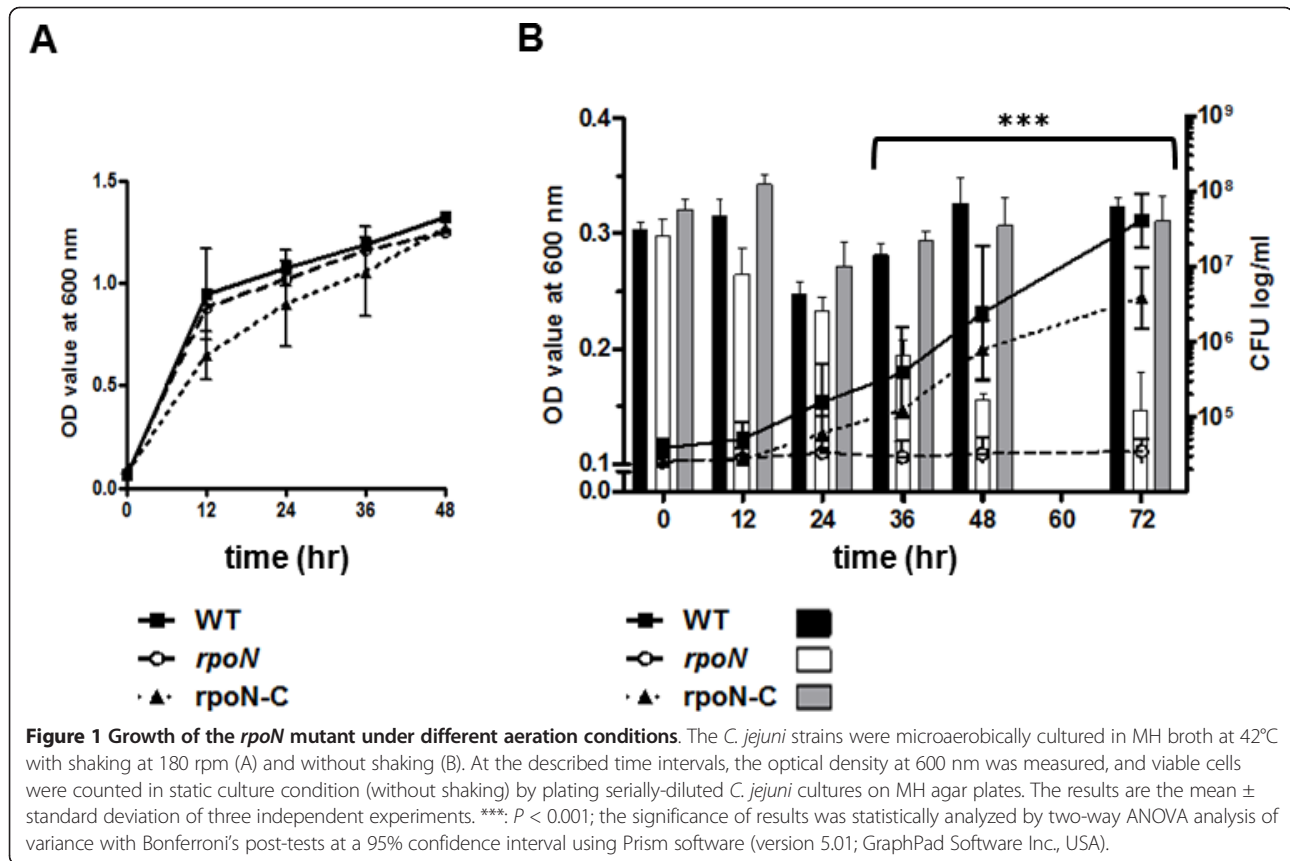 A
B
1.5
1.0
0.5
0.0
OD value at 600 nm
0 12 24 36 48
time (hr)
WT
rpoN
rpoN-C
0.4
0.3
0.2
0.1
0.0
OD value at 600 nm
***
10⁹
10⁸
10⁷
10⁶
10⁵
CFU log/ml
0 12 24 36 48 60 72
time (hr)
WT
rpoN
rpoN-C
Figure 1 Growth of the rpoN mutant under different aeration conditions. The C. jejuni strains were microaerobically cultured in MH broth at 42°C
with shaking at 180 rpm (A) and without shaking (B). At the described time intervals, the optical density at 600 nm was measured, and viable cells
were counted in static culture condition (without shaking) by plating serially-diluted C. jejuni cultures on MH agar plates. The results are the mean ±
standard deviation of three independent experiments. ***: P < 0.001; the significance of results was statistically analyzed by two-way ANOVA analysis of
variance with Bonferroni's post-tests at a 95% confidence interval using Prism software (version 5.01; GraphPad Software Inc., USA).